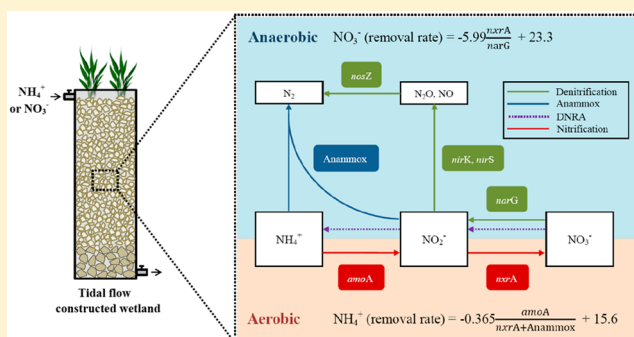 Anaerobic NO₃⁻ (removal rate) = -5.99 nxrA/narG + 23.3
nosZ
N₂
N₂O, NO
Denitrification
Anammox
DNRA
Nitrification
NH₄⁺
or NO₃⁻
Anammox
nirK, nirS
narG
NH₄⁺
NO₂⁻
NO₃⁻
amoA
nxrA
Tidal flow
constructed wetland
Aerobic NH₄⁺ (removal rate) = -0.365 amoA/nxrA+Anammox + 15.6